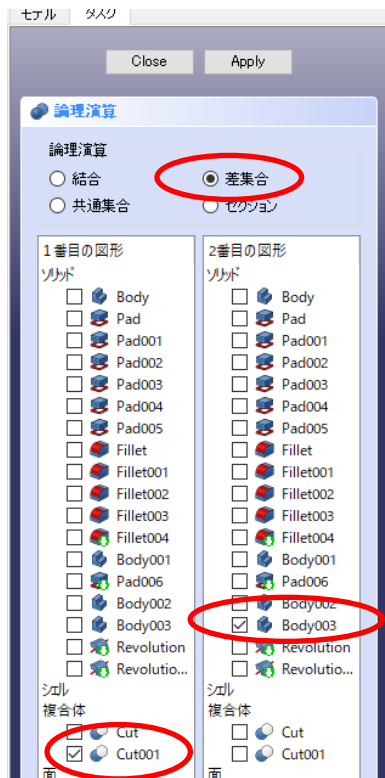 モデル タスク
Close Apply
論理演算
論理演算
結合 差集合
共通集合 セクション
1番目の図形
ソリッド
Body
Pad
Pad001
Pad002
Pad003
Pad004
Pad005
Fillet
Fillet001
Fillet002
Fillet003
Fillet004
Body001
Pad006
Body002
Body003
Revolution
Revolutio...
シェル
複合体
Cut
Cut001
面
2番目の図形
ソリッド
Body
Pad
Pad001
Pad002
Pad003
Pad004
Pad005
Fillet
Fillet001
Fillet002
Fillet003
Fillet004
Body001
Pad006
Body002
Body003
Revolution
Revolutio...
シェル
複合体
Cut
Cut001
面